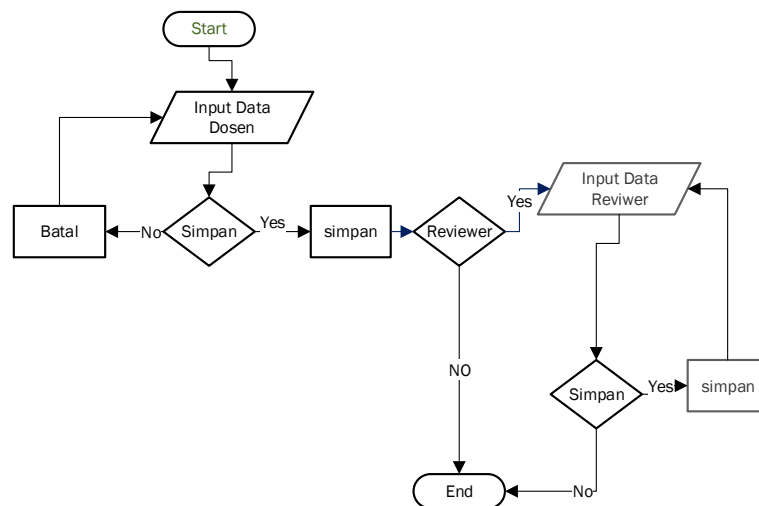 Start
Input Data
Dosen
Batal
No
Simpan
Yes
simpan
Reviewer
Yes
Input Data
Reviwer
NO
Simpan
Yes
simpan
No
End